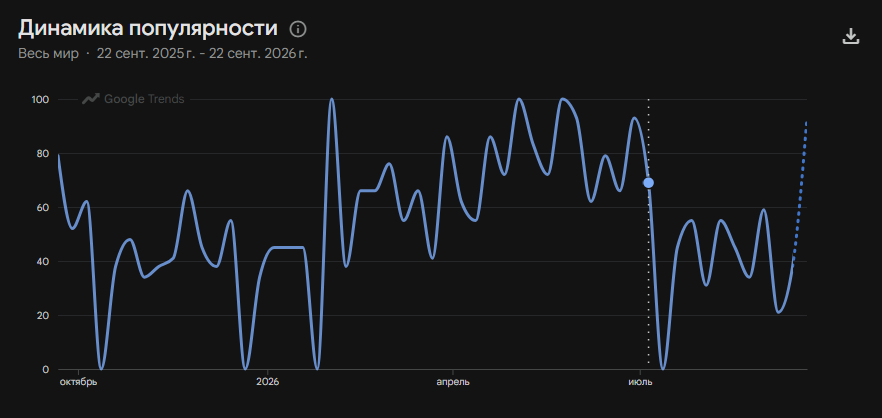 Динамика популярности
Весь мир · 22 сент. 2025 г. - 22 сент. 2026 г.
Google Trends
100
80
60
40
20
0
октябрь
2026
апрель
июль